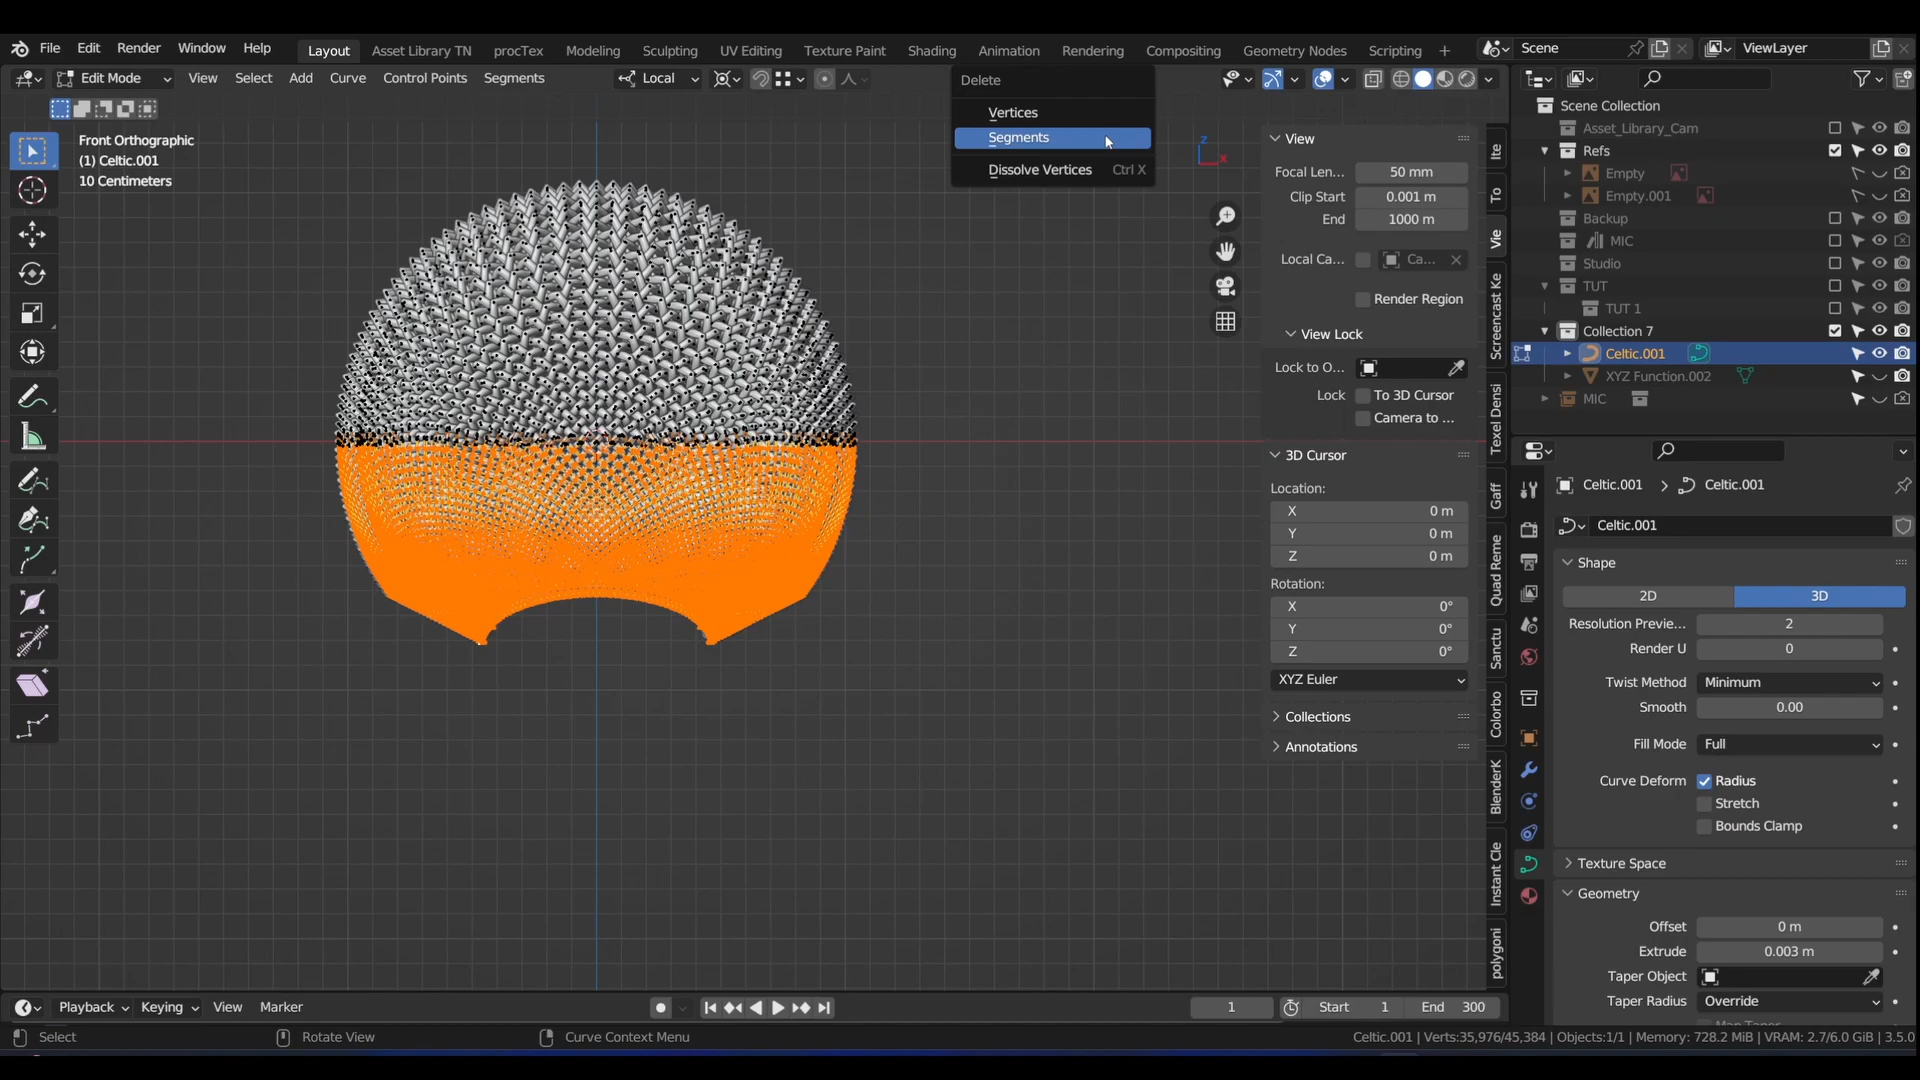 File Edit Render Window Help Layout Asset Library TN procTex Modeling Sculpting UV Editing Texture Paint Shading Animation Rendering Compositing Geometry Nodes Scripting + Scene ViewLayer
Edit Mode View Select Add Curve Control Points Segments Local
Delete
Vertices
Segments
Dissolve Vertices Ctrl X
Front Orthographic
(1) Celtic.001
10 Centimeters
Z
X
View
Focal Len... 50 mm
Clip Start 0.001 m
End 1000 m
Local Ca... Ca...
Render Region
View Lock
Lock to O...
Lock To 3D Cursor
Camera to ...
3D Cursor
Location:
X 0 m
Y 0 m
Z 0 m
Rotation:
X 0°
Y 0°
Z 0°
XYZ Euler
Collections
Annotations
Ite
To
Vie
Screencast Ke
Texel Densi
Gaff
Quad Reme
Sanctu
Colorbo
BlenderK
Instant Cle
polygoni
Scene Collection
Asset_Library_Cam
Refs
Empty
Empty.001
Backup
MIC
Studio
TUT
TUT 1
Collection 7
Celtic.001
XYZ Function.002
MIC
Celtic.001 Celtic.001
Celtic.001
Shape
2D 3D
Resolution Previe... 2
Render U 0
Twist Method Minimum
Smooth 0.00
Fill Mode Full
Curve Deform Radius
Stretch
Bounds Clamp
Texture Space
Geometry
Offset 0 m
Extrude 0.003 m
Taper Object
Taper Radius Override
Map Taper
Playback Keying View Marker 1 Start 1 End 300
Select Rotate View Curve Context Menu Celtic.001 | Verts:35,976/45,384 | Objects:1/1 | Memory: 728.2 MiB | VRAM: 2.7/6.0 GiB | 3.5.0